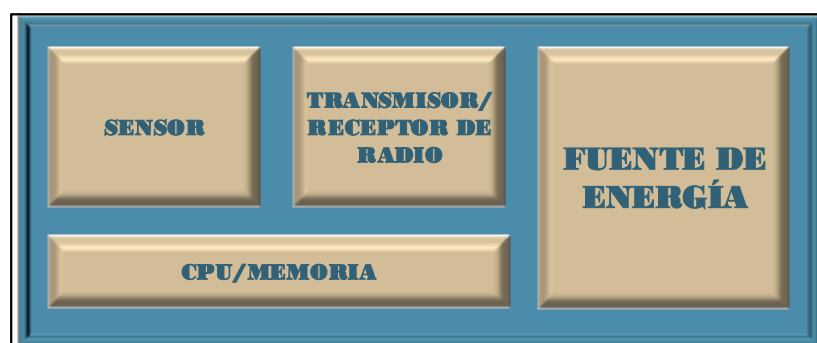 SENSOR
TRANSMISOR/
RECEPTOR DE
RADIO
FUENTE DE
ENERGÍA
CPU/MEMORIA